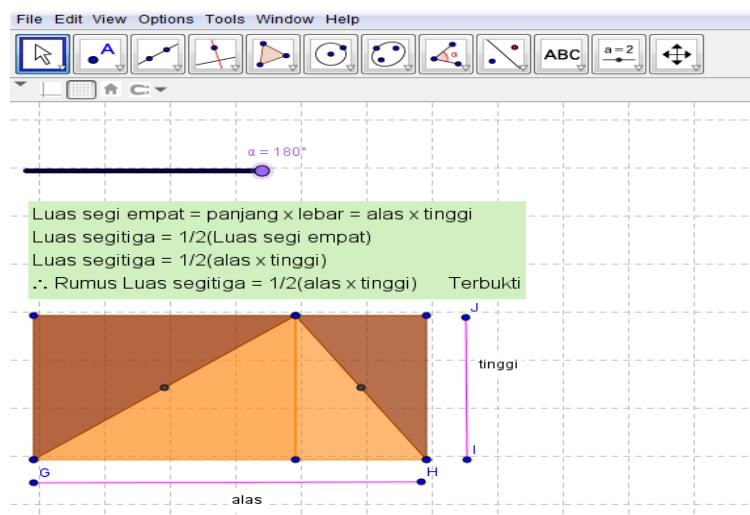 File Edit View Options Tools Window Help
A
α
ABC
a=2
α = 180°
Luas segi empat = panjang x lebar = alas x tinggi
Luas segitiga = 1/2(Luas segi empat)
Luas segitiga = 1/2(alas x tinggi)
∴ Rumus Luas segitiga = 1/2(alas x tinggi) Terbukti
J
tinggi
I
G
H
alas